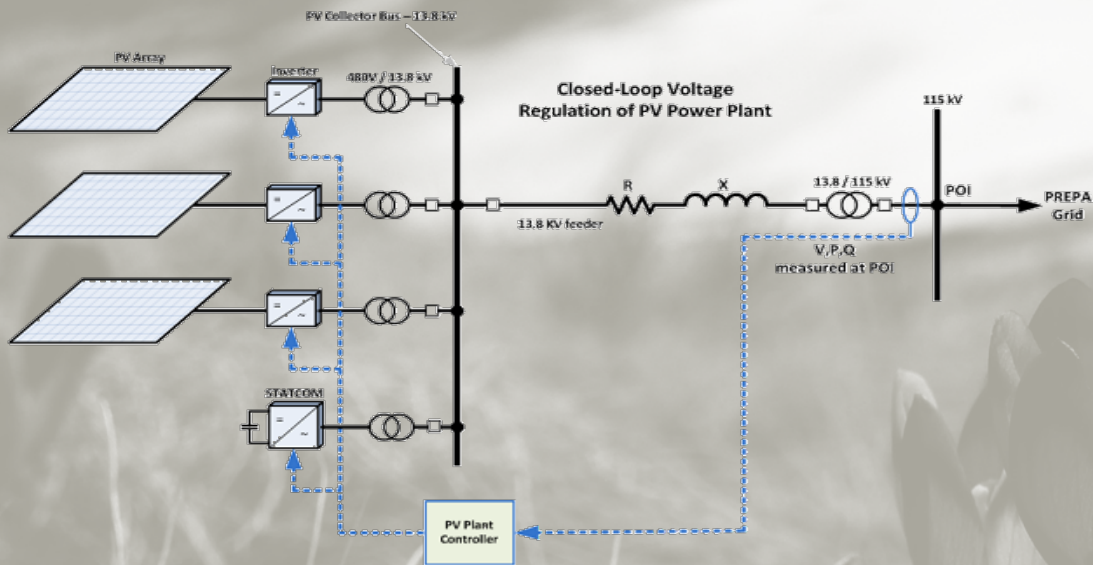 PV Collector Bus – 13.8 kV
PV Array
Inverter
480V / 13.8 kV
Closed-Loop Voltage
Regulation of PV Power Plant
115 kV
R
X
13.8 / 115 kV
POI
PREPA
Grid
13.8 KV feeder
V,P,Q
measured at POI
STATCOM
PV Plant
Controller